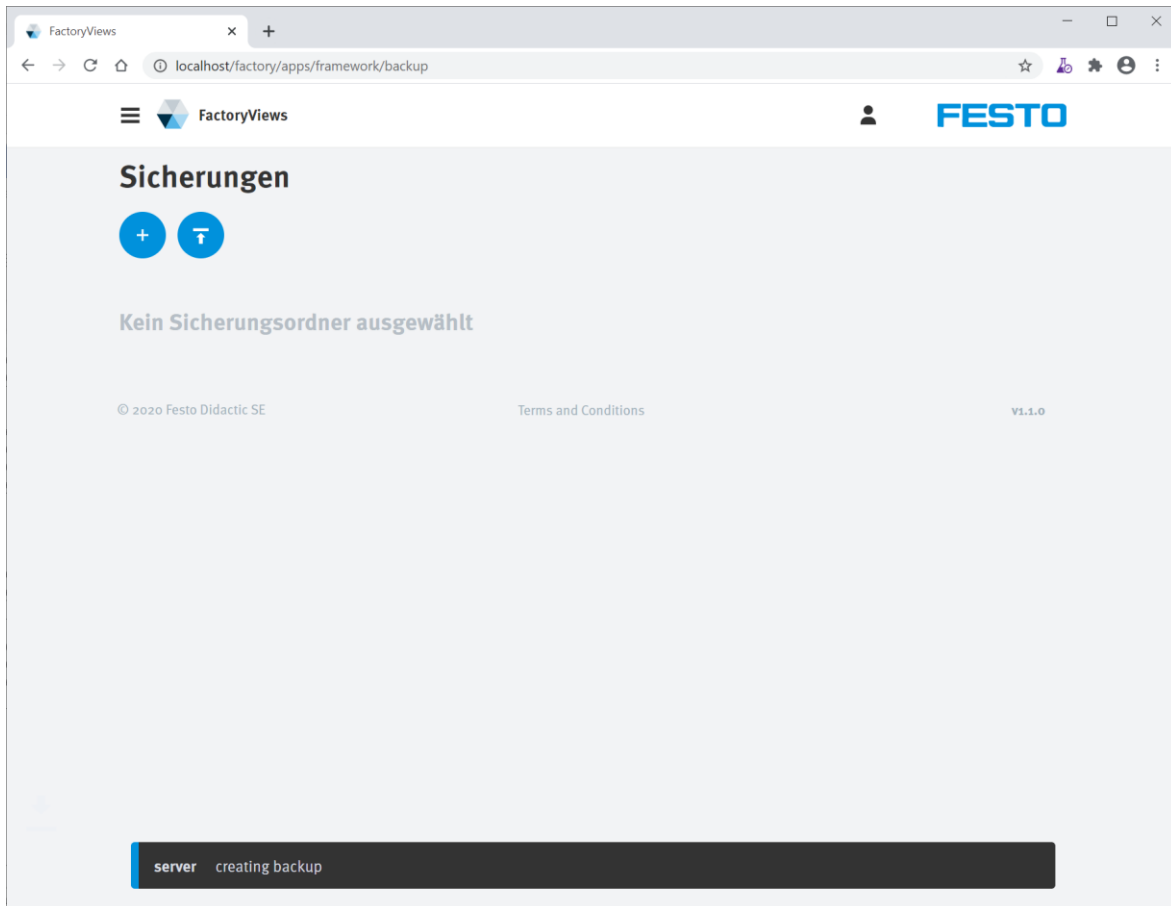 FactoryViews
localhost/factory/apps/framework/backup
FactoryViews
FESTO
Sicherungen
Kein Sicherungsordner ausgewählt
© 2020 Festo Didactic SE
Terms and Conditions
v1.1.0
server creating backup